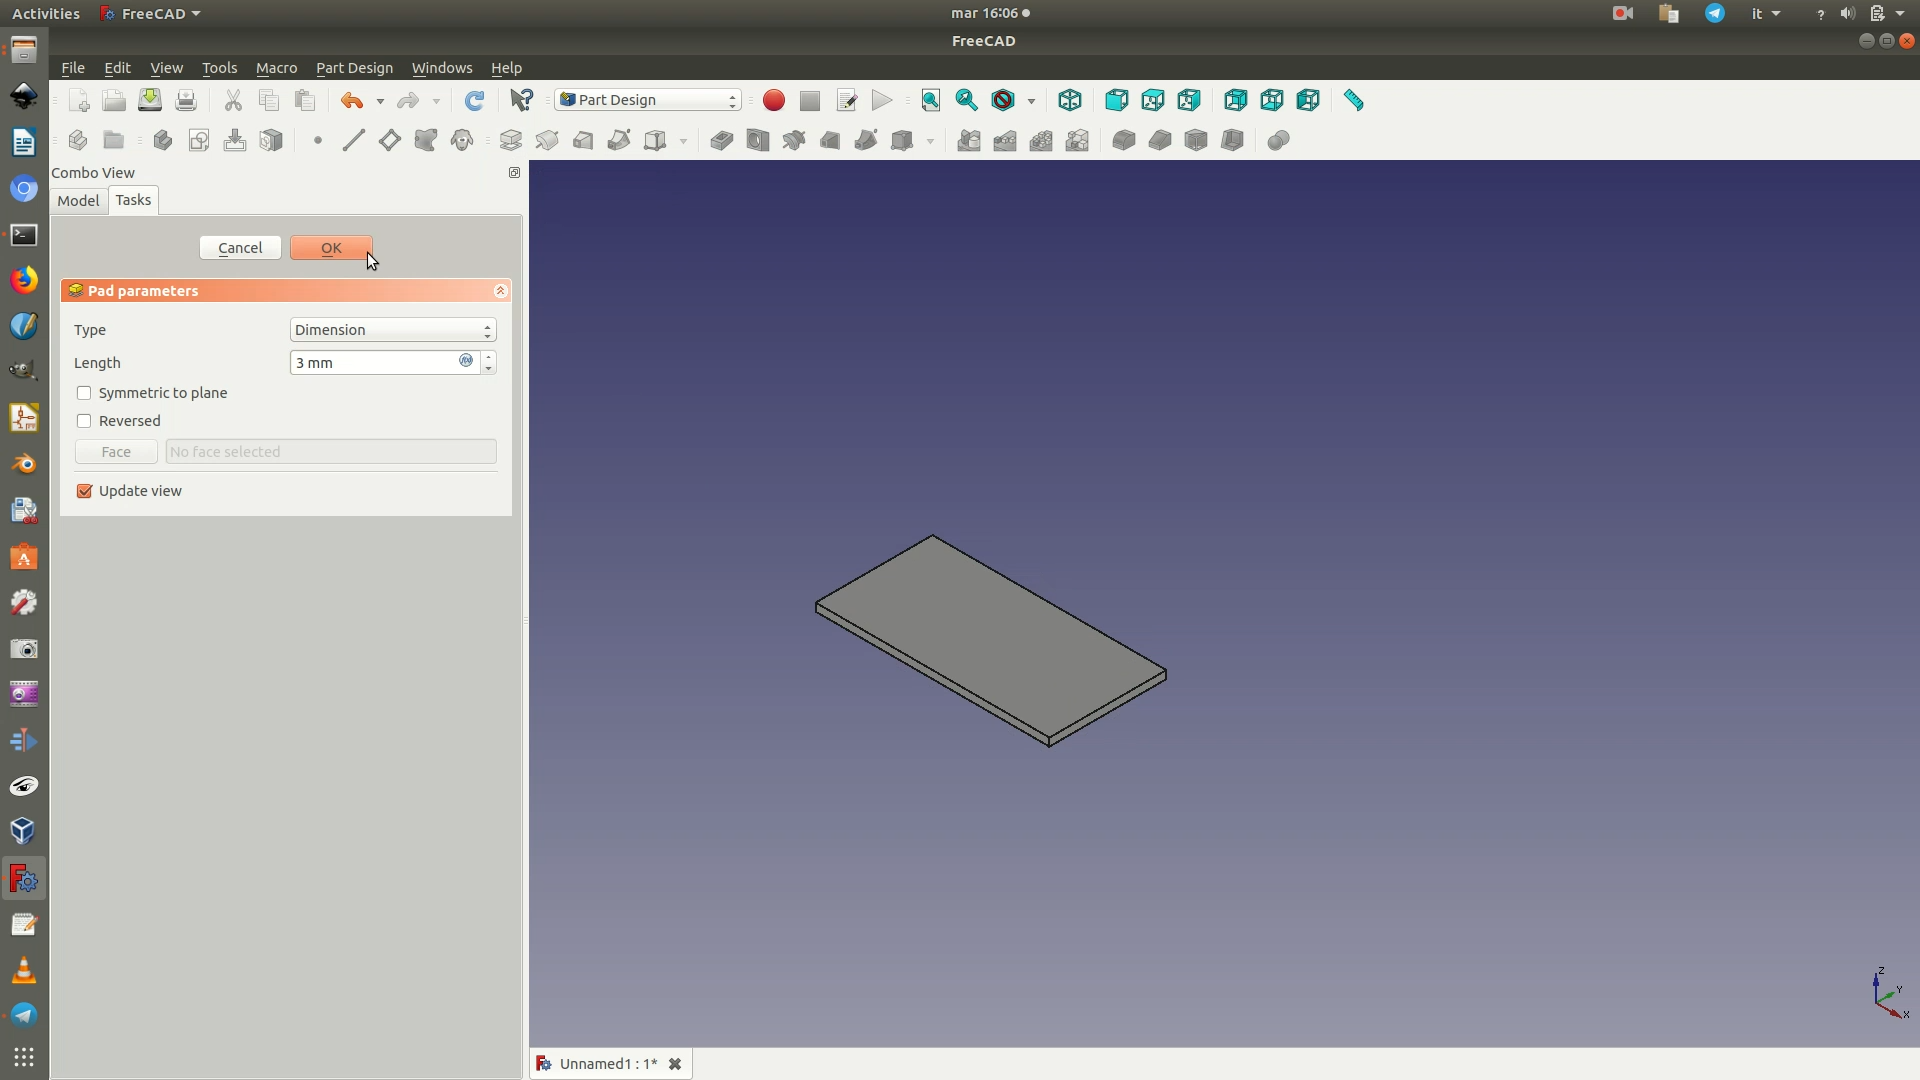 Activities FreeCAD mar 16:06 it ?
FreeCAD
File Edit View Tools Macro Part Design Windows Help
Part Design
Combo View
Model Tasks
Cancel OK
Pad parameters
Type Dimension
Length 3 mm
Symmetric to plane
Reversed
Face No face selected
Update view
Z
Y
X
Unnamed1 : 1*